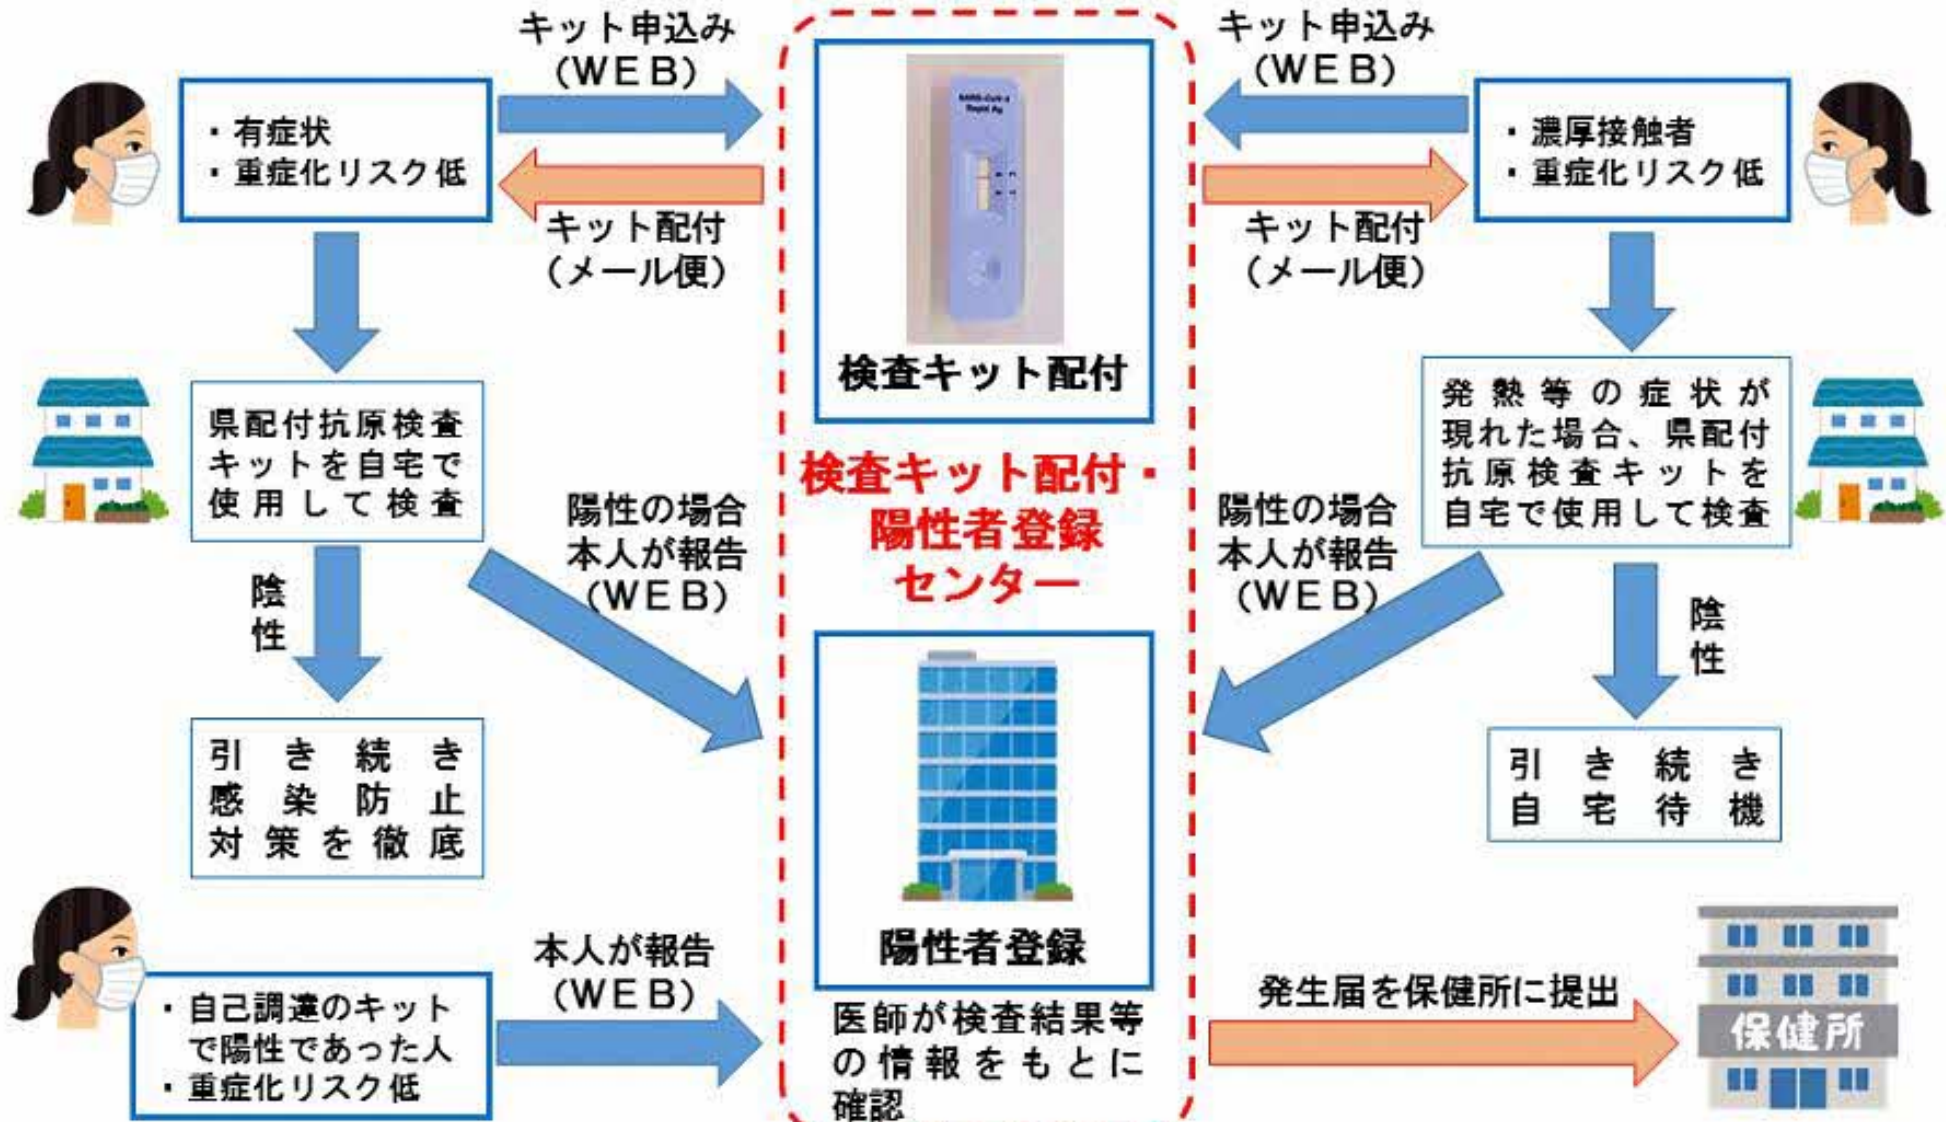 キット申込み
(WEB)
キット申込み
(WEB)
・有症状
・重症化リスク低
・濃厚接触者
・重症化リスク低
SARS-CoV-2
Rapid Ag
キット配付
(メール便)
キット配付
(メール便)
検査キット配付
県配付抗原検査
キットを自宅で
使用して検査
発熱等の症状が
現れた場合、県配付
抗原検査キットを
自宅で使用して検査
検査キット配付・
陽性者登録
センター
陽性の場合
本人が報告
(WEB)
陽性の場合
本人が報告
(WEB)
陰
性
陰
性
引き続き
感染防止
対策を徹底
引き続き
自宅待機
陽性者登録
医師が検査結果等
の情報をもとに
確認
・自己調達のキット
で陽性であった人
・重症化リスク低
本人が報告
(WEB)
発生届を保健所に提出
保健所